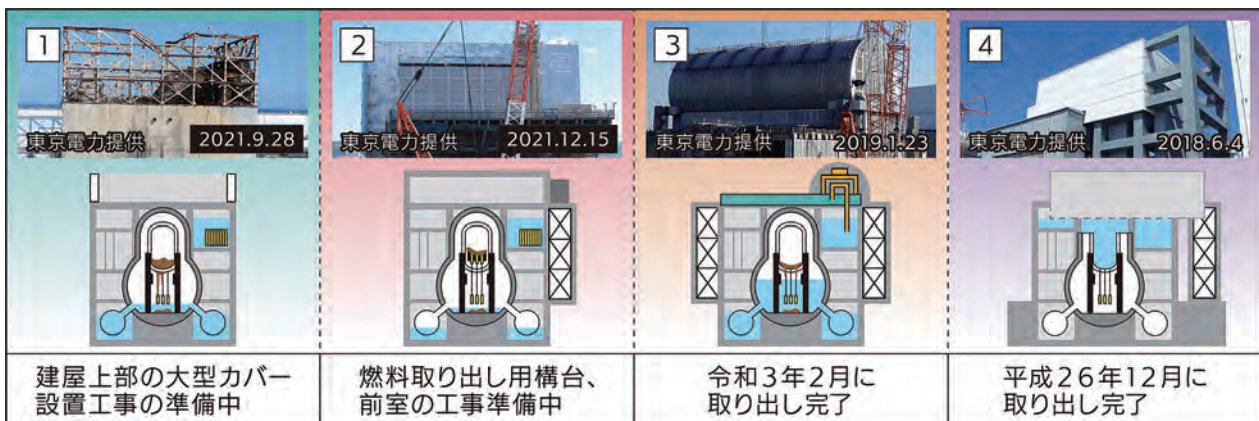 1
東京電力提供 2021.9.28
建屋上部の大型カバー
設置工事の準備中
2
東京電力提供 2021.12.15
燃料取り出し用構台、
前室の工事準備中
3
東京電力提供 2019.1.23
令和3年2月に
取り出し完了
4
東京電力提供 2018.6.4
平成26年12月に
取り出し完了